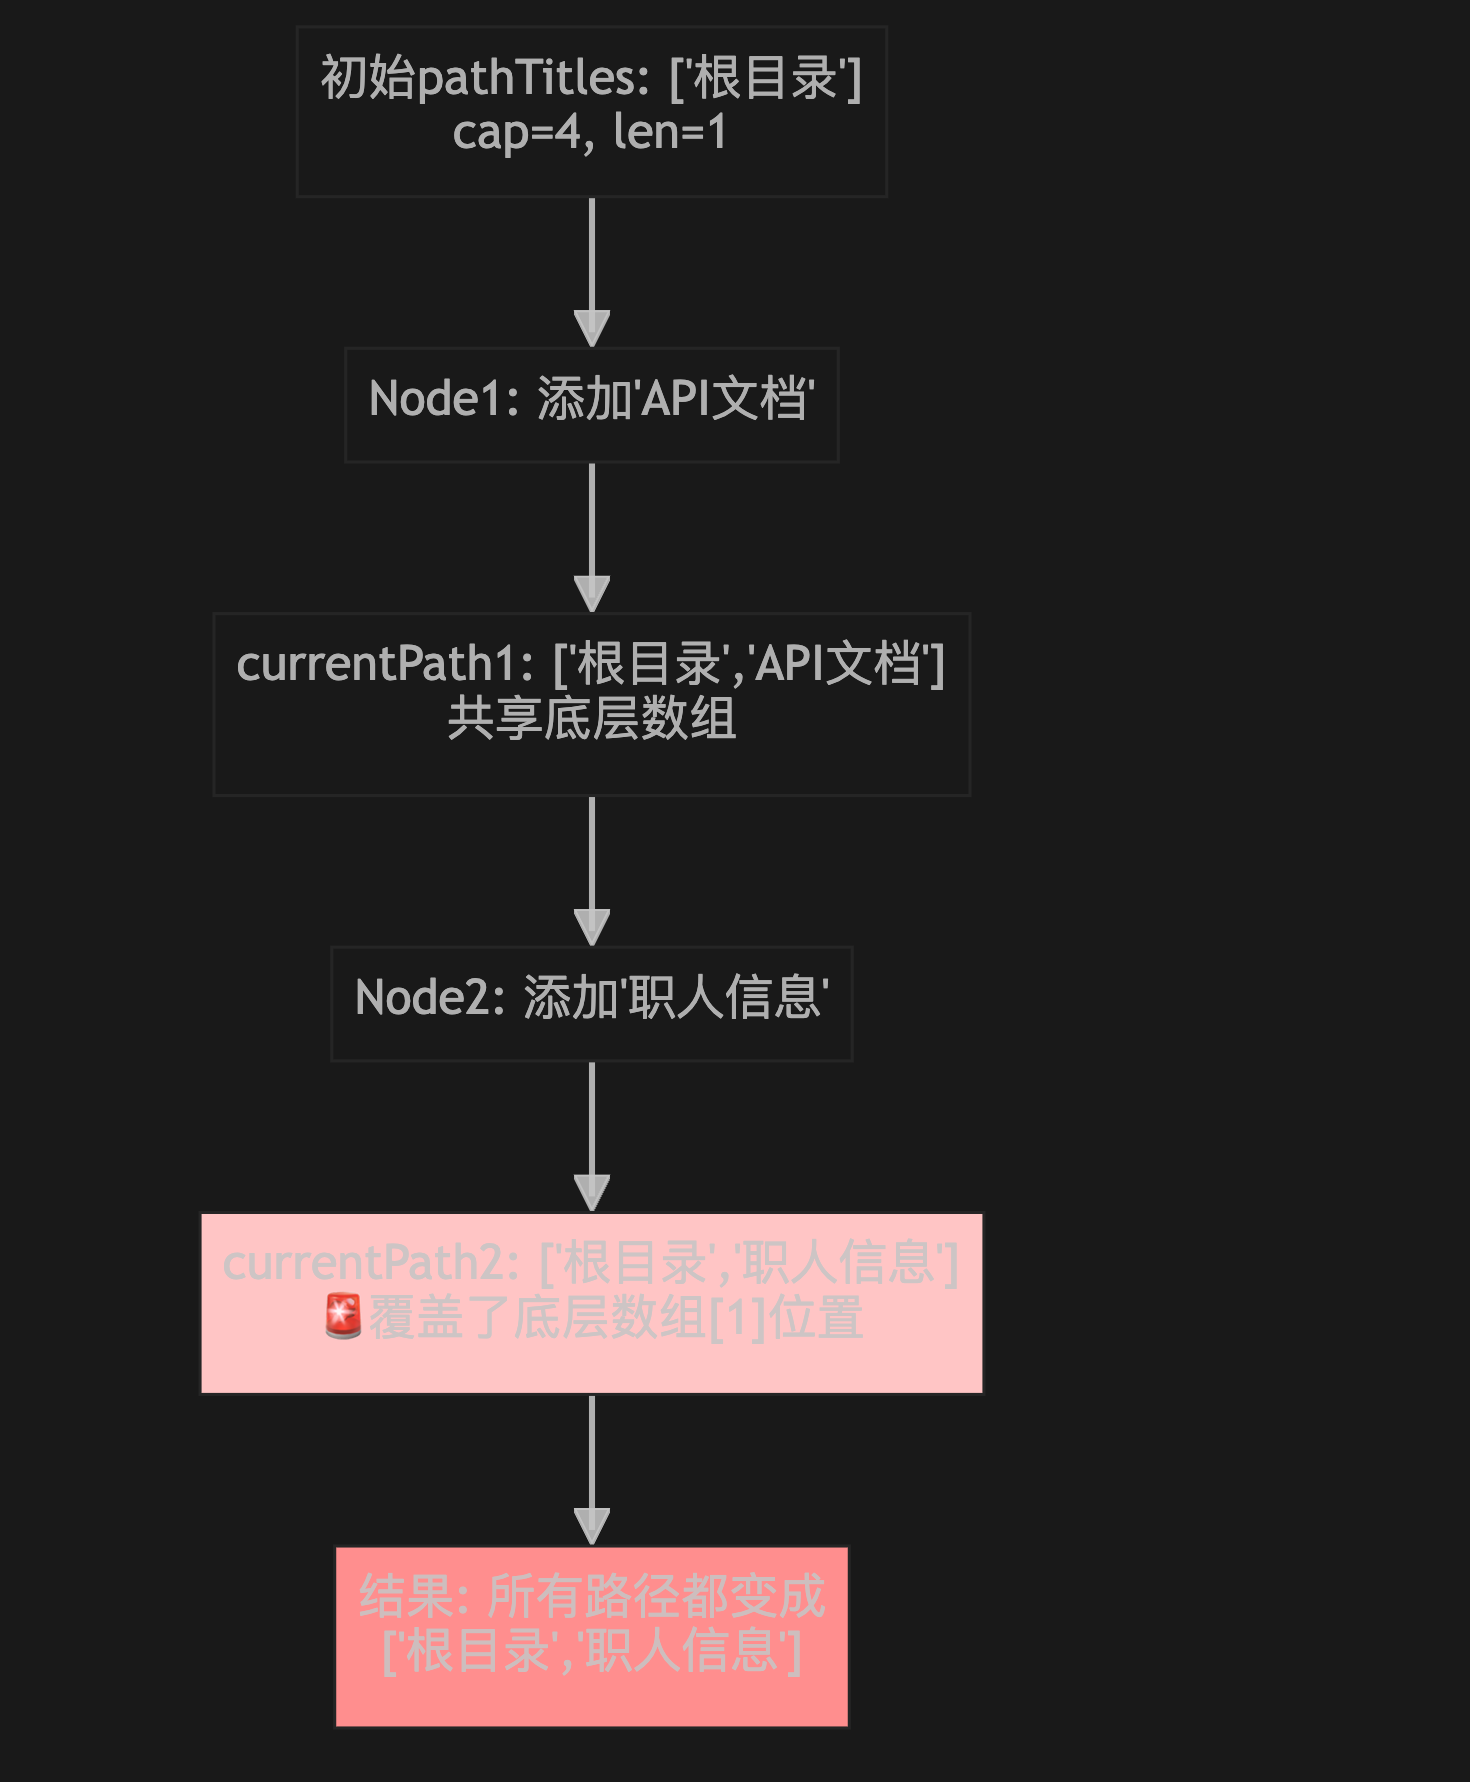 初始pathTitles: ['根目录']
cap=4, len=1
Node1: 添加'API文档'
currentPath1: ['根目录','API文档']
共享底层数组
Node2: 添加'职人信息'
currentPath2: ['根目录','职人信息']
🚨覆盖了底层数组[1]位置
结果: 所有路径都变成
['根目录','职人信息']